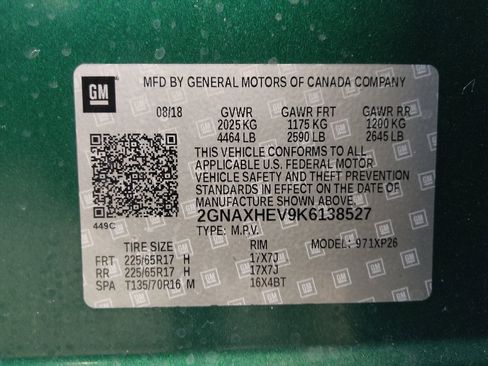 GM
MFD BY GENERAL MOTORS OF CANADA COMPANY
08/18 GVWR GAWR FRT GAWR RR
2025 KG 1175 KG 1200 KG
4464 LB 2590 LB 2645 LB
THIS VEHICLE CONFORMS TO ALL
APPLICABLE U.S. FEDERAL MOTOR
VEHICLE SAFETY AND THEFT PREVENTION
STANDARDS IN EFFECT ON THE DATE OF
MANUFACTURE SHOWN ABOVE.
449C 2GNAXHEV9K6138527
TYPE: M.P.V.
TIRE SIZE RIM MODEL: 971XP26
FRT 225/65R17 H 17X7J
RR 225/65R17 H 17X7J
SPA T135/70R16 M 16X4BT